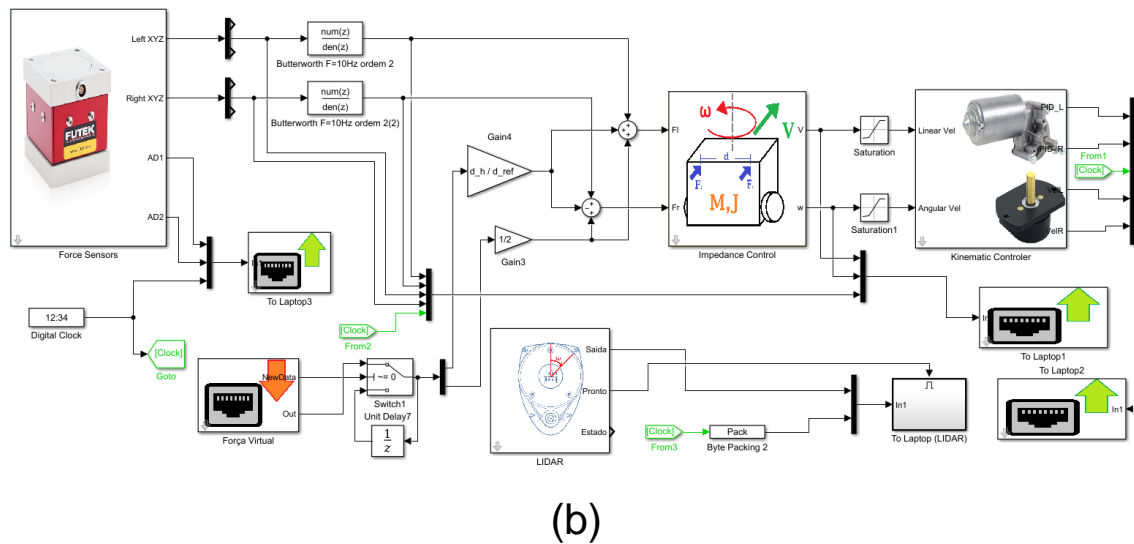 Left XYZ
Right XYZ
AD1
AD2
FUTEK
Force Sensors
num(z)
den(z)
Butterworth F=10Hz ordem 2
num(z)
den(z)
Butterworth F=10Hz ordem 2(2)
Gain4
d_h / d_ref
1/2
Gain3
Fl
Fr
ω
V
d
M,J
V
w
Impedance Control
Saturation
Saturation1
Linear Vel
Angular Vel
PID_L
PID_R
VelR
Kinematic Controler
From1
[Clock]
To Laptop3
12:34
Digital Clock
[Clock]
Goto
[Clock]
From2
NewData
Out
Força Virtual
~= 0
Switch1
Unit Delay7
1
z
Saída
Pronto
Estado
LIDAR
[Clock]
From3
Pack
Byte Packing 2
In1
To Laptop (LIDAR)
To Laptop1
To Laptop2
In1
(b)